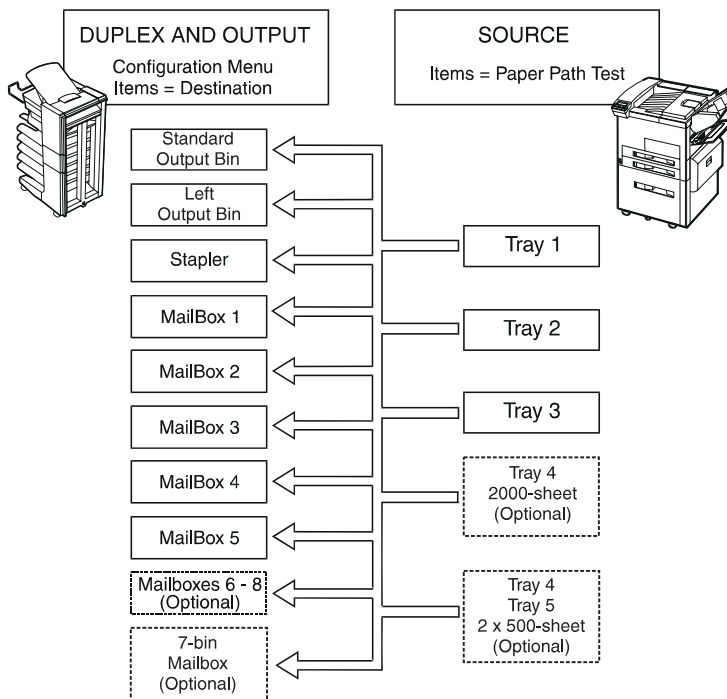 DUPLEX AND OUTPUT
Configuration Menu
Items = Destination
SOURCE
Items = Paper Path Test
Standard
Output Bin
Left
Output Bin
Stapler
MailBox 1
MailBox 2
MailBox 3
MailBox 4
MailBox 5
Mailboxes 6 - 8
(Optional)
7-bin
Mailbox
(Optional)
Tray 1
Tray 2
Tray 3
Tray 4
2000-sheet
(Optional)
Tray 4
Tray 5
2 x 500-sheet
(Optional)